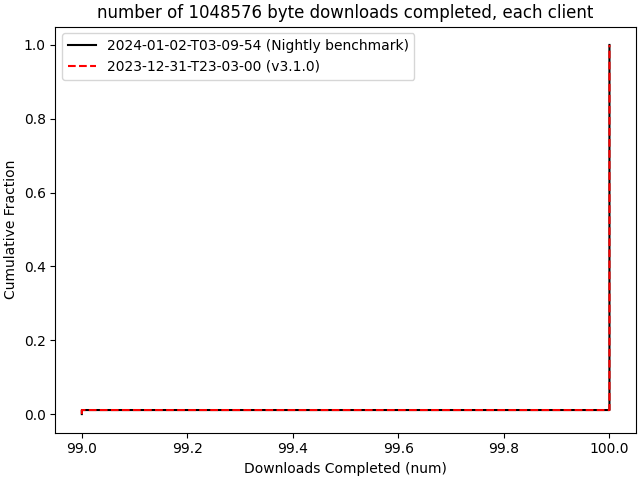 number of 1048576 byte downloads completed, each client
2024-01-02-T03-09-54 (Nightly benchmark)
2023-12-31-T23-03-00 (v3.1.0)
Cumulative Fraction
1.0
0.8
0.6
0.4
0.2
0.0
99.0 99.2 99.4 99.6 99.8 100.0
Downloads Completed (num)